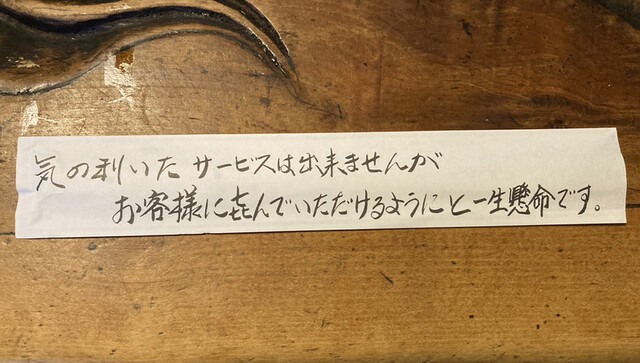 気の利いたサービスは出来ませんが
お客様に㐂んでいただけるようにと一生懸命です。